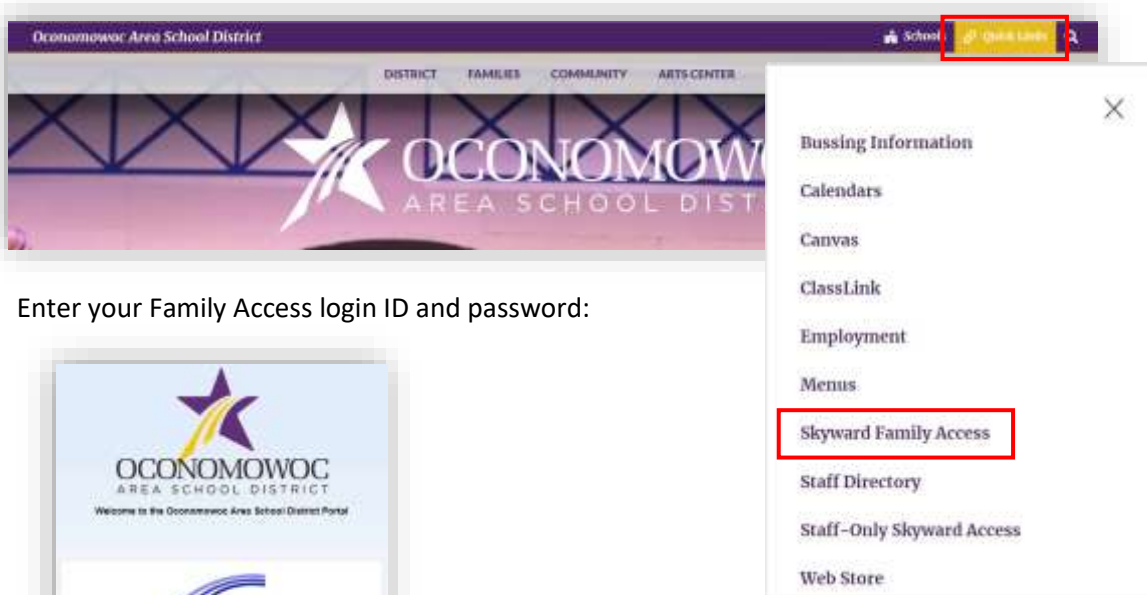 Oconomowoc Area School District
Schools Quick Links
DISTRICT FAMILIES COMMUNITY ARTS CENTER
OCONOMOW
AREA SCHOOL DIST
Bussing Information
Calendars
Canvas
ClassLink
Employment
Menus
Skyward Family Access
Staff Directory
Staff-Only Skyward Access
Web Store
Enter your Family Access login ID and password:
OCONOMOWOC
AREA SCHOOL DISTRICT
Welcome to the Oconomowoc Area School District Portal